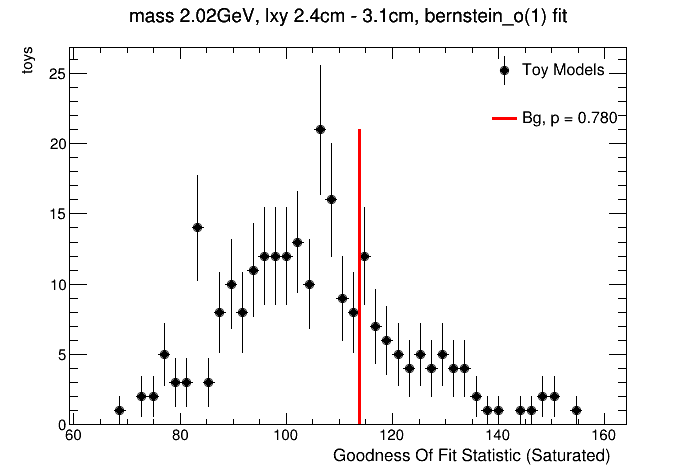 mass 2.02GeV, lxy 2.4cm - 3.1cm, bernstein_o(1) fit
toys
Toy Models
Bg, p = 0.780
25
20
15
10
5
0
60 80 100 120 140 160
Goodness Of Fit Statistic (Saturated)